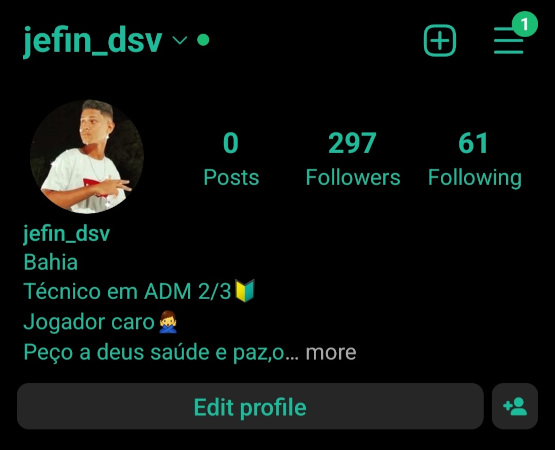 jefin_dsv
1
0 297 61
Posts Followers Following
jefin_dsv
Bahia
Técnico em ADM 2/3🔰
Jogador caro🙍‍♂️
Peço a deus saúde e paz,o... more
Edit profile